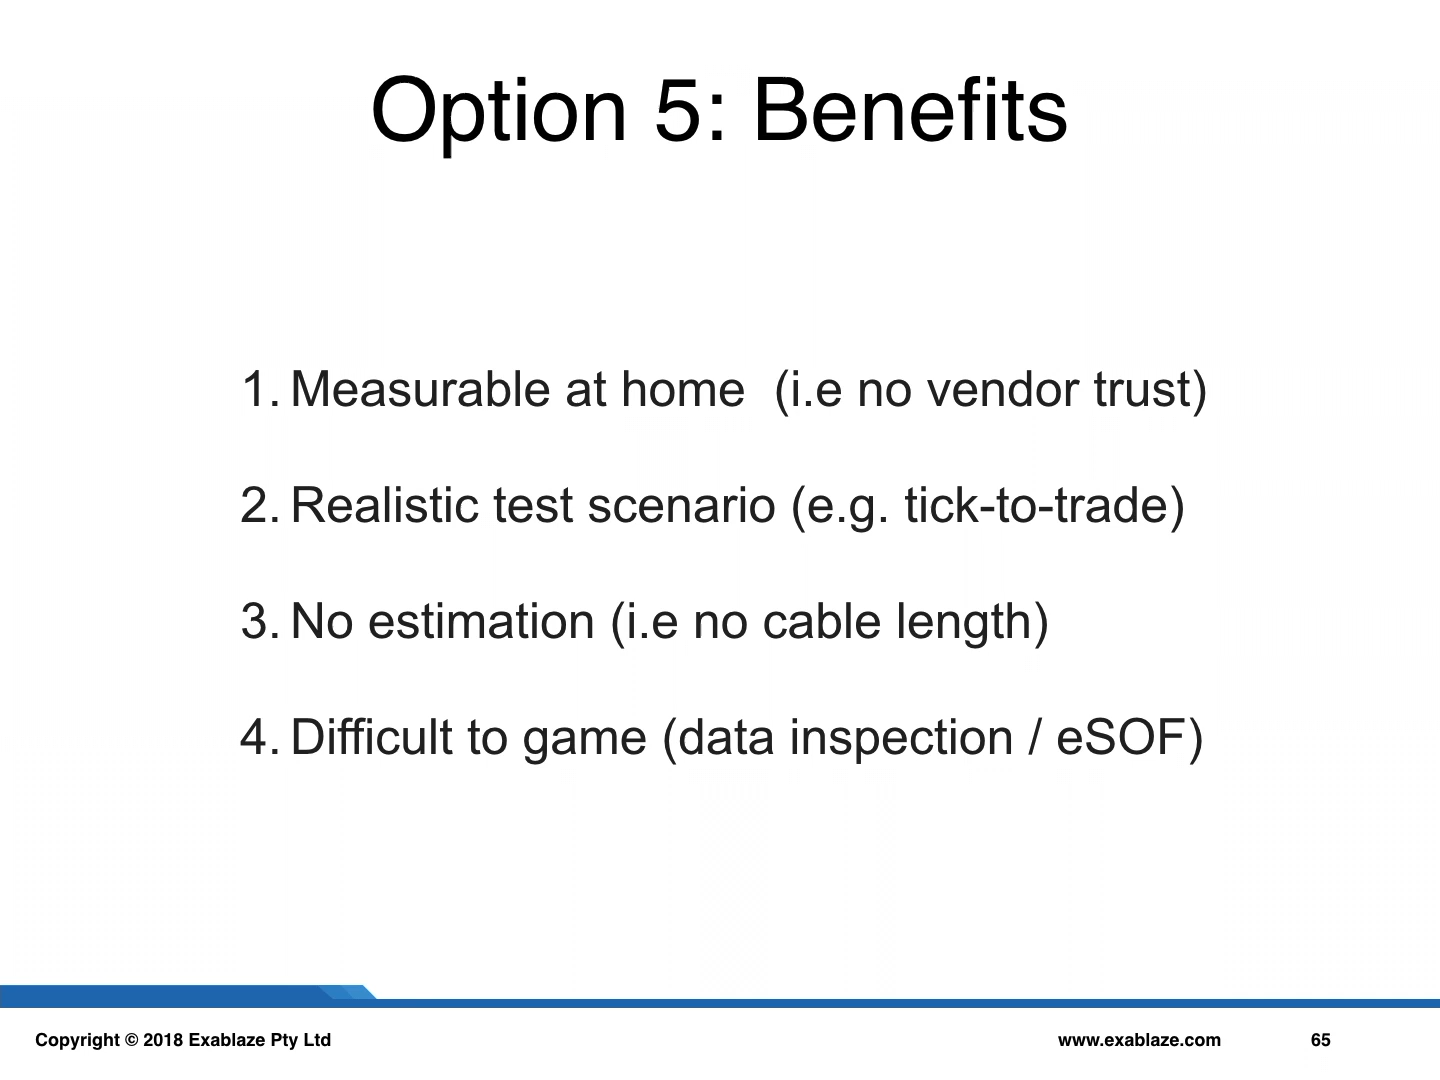 Option 5: Benefits
1. Measurable at home  (i.e no vendor trust)
2. Realistic test scenario (e.g. tick-to-trade)
3. No estimation (i.e no cable length)
4. Difficult to game (data inspection / eSOF)
Copyright © 2018 Exablaze Pty Ltd
www.exablaze.com
65